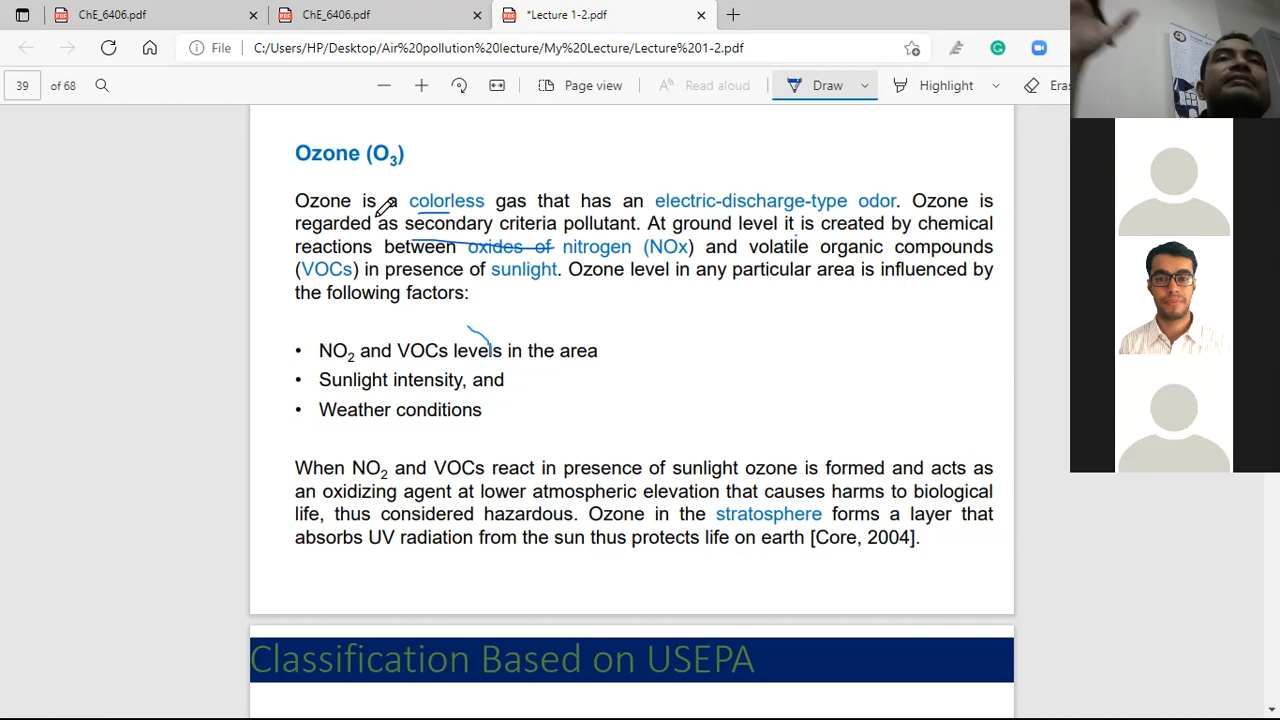 ChE_6406.pdf
ChE_6406.pdf
*Lecture 1-2.pdf
File C:/Users/HP/Desktop/Air%20pollution%20lecture/My%20Lecture/Lecture%201-2.pdf
39 of 68 Page view Read aloud Draw Highlight Eras
Ozone (O3)
Ozone is a colorless gas that has an electric-discharge-type odor. Ozone is
regarded as secondary criteria pollutant. At ground level it is created by chemical
reactions between oxides of nitrogen (NOx) and volatile organic compounds
(VOCs) in presence of sunlight. Ozone level in any particular area is influenced by
the following factors:
• NO2 and VOCs levels in the area
• Sunlight intensity, and
• Weather conditions
When NO2 and VOCs react in presence of sunlight ozone is formed and acts as
an oxidizing agent at lower atmospheric elevation that causes harms to biological
life, thus considered hazardous. Ozone in the stratosphere forms a layer that
absorbs UV radiation from the sun thus protects life on earth [Core, 2004].
Classification Based on USEPA